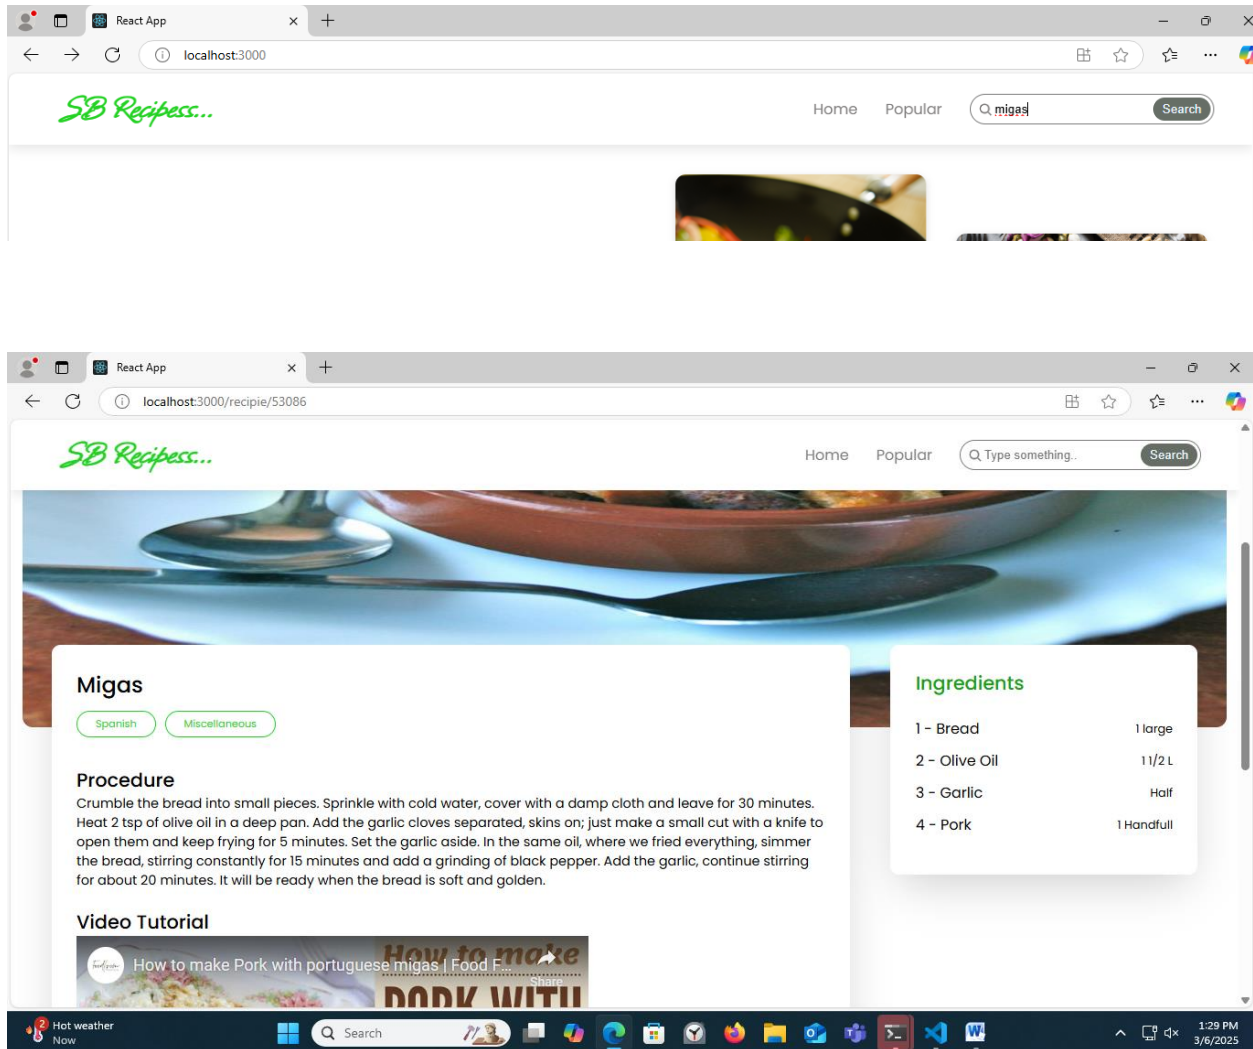 React App
localhost:3000
SB Recipess...
Home Popular migas Search
React App
localhost:3000/recipie/53086
SB Recipess...
Home Popular Type something.. Search
Migas
Spanish Miscellaneous
Procedure
Crumble the bread into small pieces. Sprinkle with cold water, cover with a damp cloth and leave for 30 minutes.
Heat 2 tsp of olive oil in a deep pan. Add the garlic cloves separated, skins on; just make a small cut with a knife to
open them and keep frying for 5 minutes. Set the garlic aside. In the same oil, where we fried everything, simmer
the bread, stirring constantly for 15 minutes and add a grinding of black pepper. Add the garlic, continue stirring
for about 20 minutes. It will be ready when the bread is soft and golden.
Video Tutorial
How to make Pork with portuguese migas | Food F...
Share
How to make
PORK WITH
Ingredients
1 - Bread 1 large
2 - Olive Oil 1 1/2 L
3 - Garlic Half
4 - Pork 1 Handfull
2
Hot weather
Now
Search
1:29 PM
3/6/2025